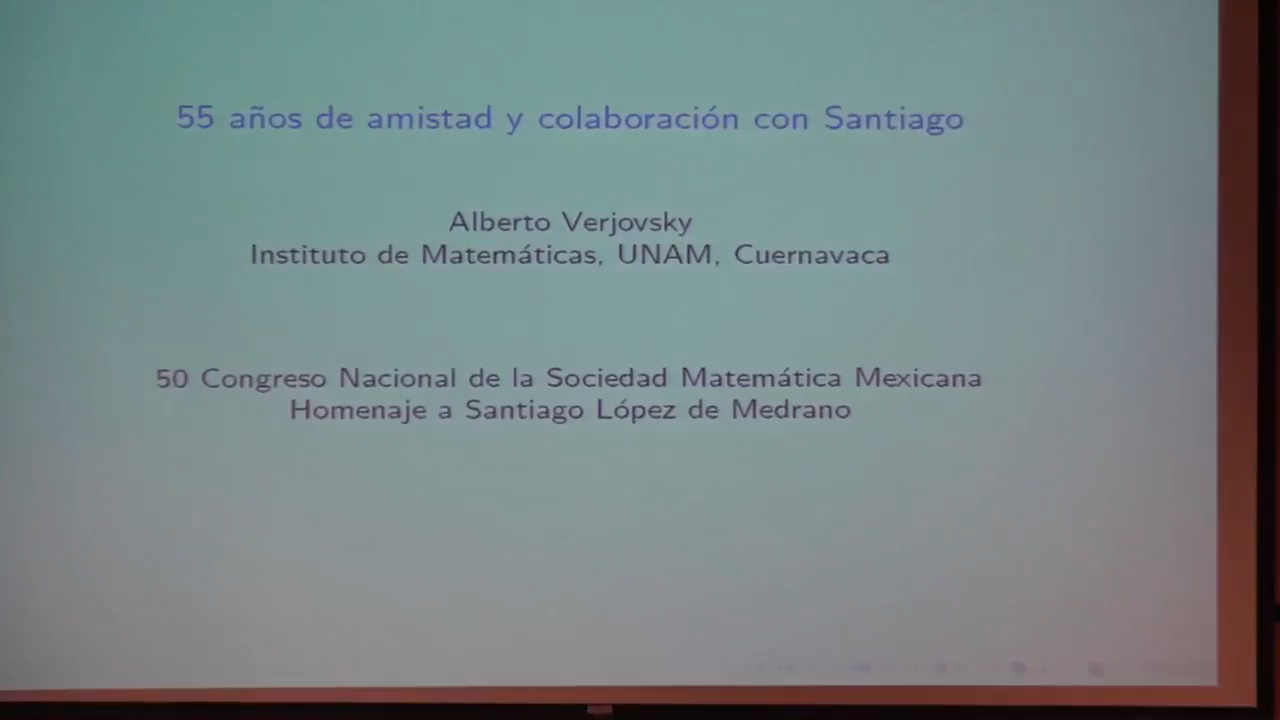 55 años de amistad y colaboración con Santiago
Alberto Verjovsky
Instituto de Matemáticas, UNAM, Cuernavaca
50 Congreso Nacional de la Sociedad Matemática Mexicana
Homenaje a Santiago López de Medrano